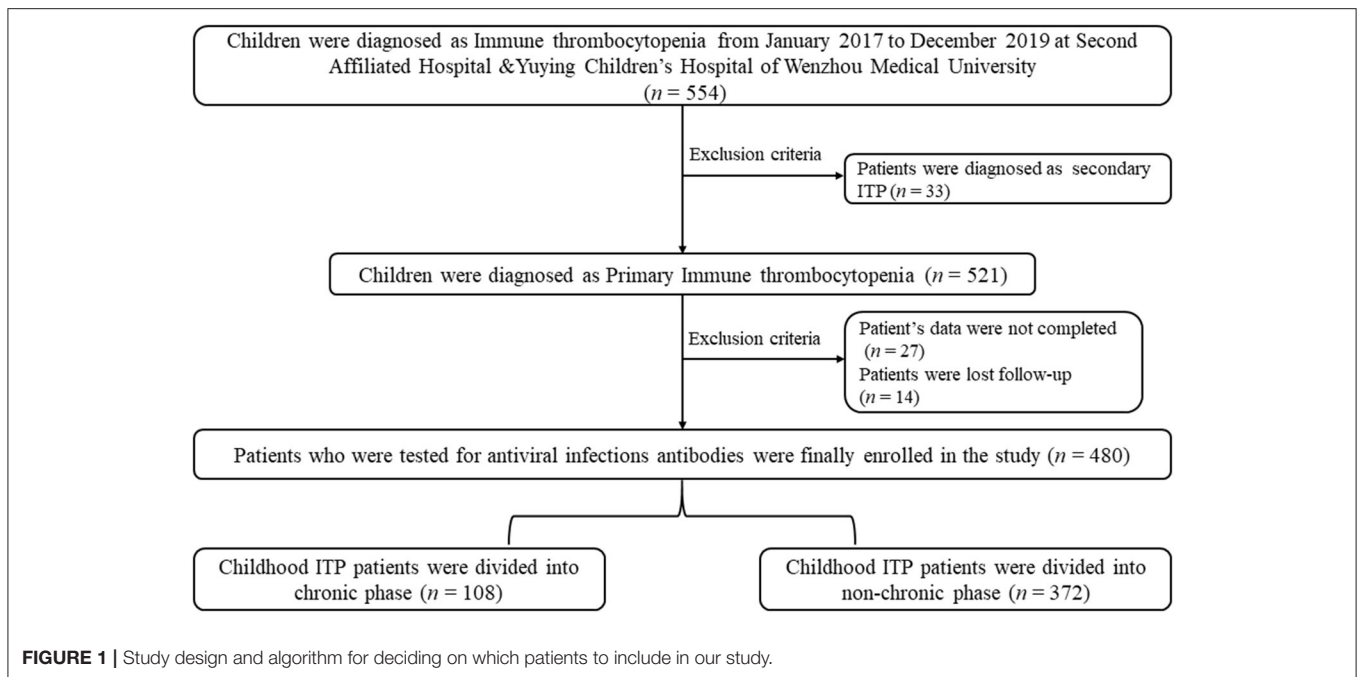 Children were diagnosed as Immune thrombocytopenia from January 2017 to December 2019 at Second
Affiliated Hospital &Yuying Children's Hospital of Wenzhou Medical University
(n = 554)
Exclusion criteria
Patients were diagnosed as secondary
ITP (n = 33)
Children were diagnosed as Primary Immune thrombocytopenia (n = 521)
Exclusion criteria
Patient's data were not completed
(n = 27)
Patients were lost follow-up
(n = 14)
Patients who were tested for antiviral infections antibodies were finally enrolled in the study (n = 480)
Childhood ITP patients were divided into
chronic phase (n = 108)
Childhood ITP patients were divided into
non-chronic phase (n = 372)
FIGURE 1 | Study design and algorithm for deciding on which patients to include in our study.